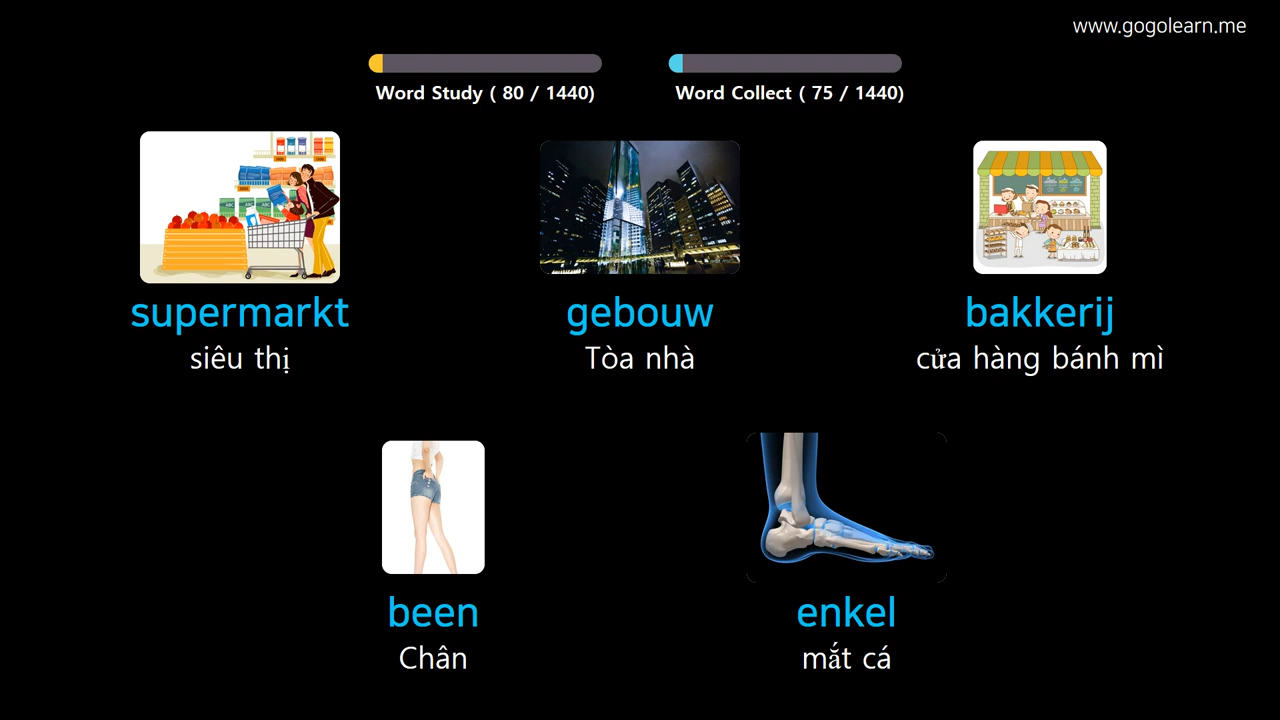 www.gogolearn.me
Word Study ( 80 / 1440)
Word Collect ( 75 / 1440)
supermarkt
siêu thị
gebouw
Tòa nhà
bakkerij
cửa hàng bánh mì
been
Chân
enkel
mắt cá